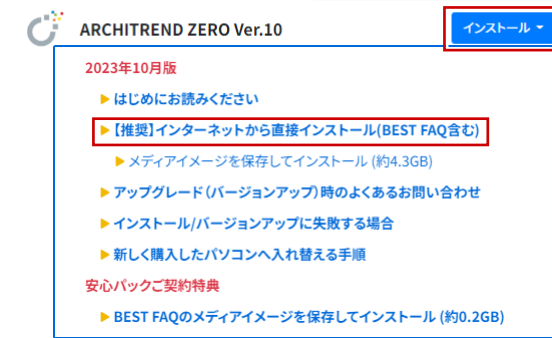 ARCHITREND ZERO Ver.10
インストール
2023年10月版
はじめにお読みください
【推奨】インターネットから直接インストール(BEST FAQ含む)
メディアイメージを保存してインストール (約4.3GB)
アップグレード(バージョンアップ)時のよくあるお問い合わせ
インストール/バージョンアップに失敗する場合
新しく購入したパソコンへ入れ替える手順
安心パックご契約特典
BEST FAQのメディアイメージを保存してインストール (約0.2GB)